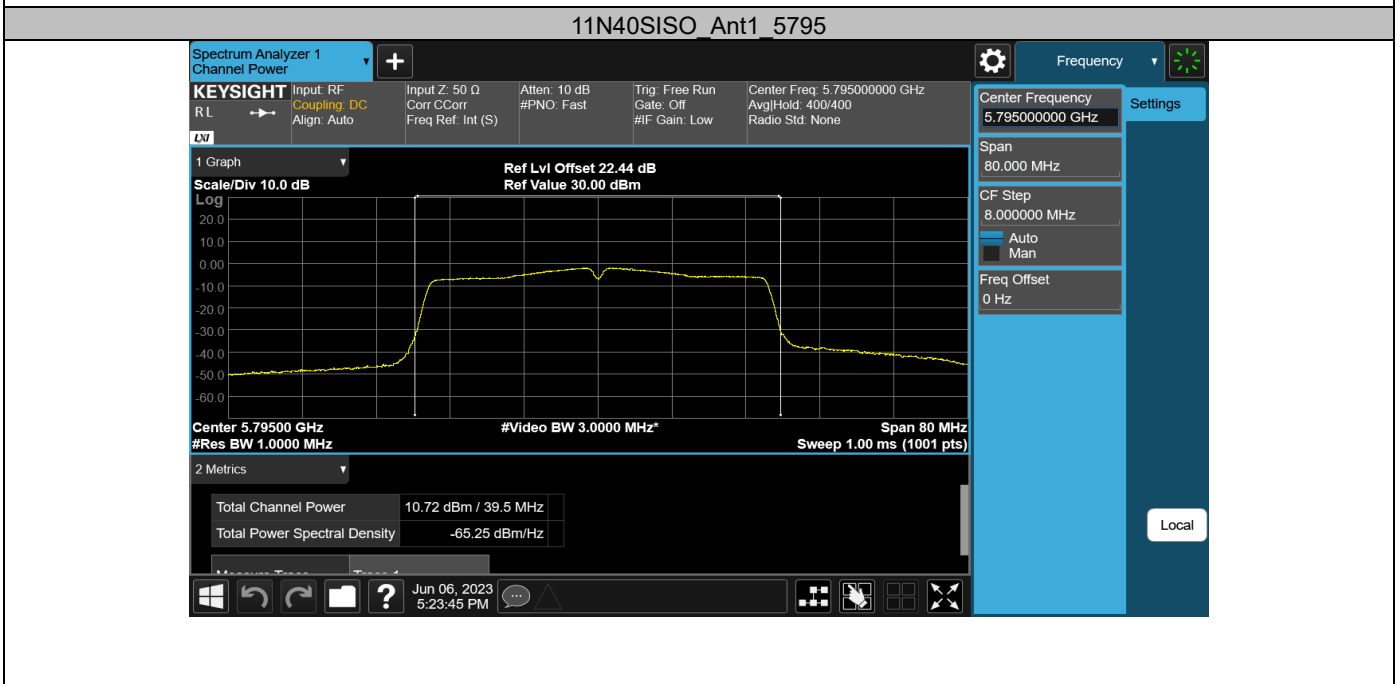 11N40SISO_Ant1_5795
Spectrum Analyzer 1
Channel Power
Frequency
KEYSIGHT
R L
LXI
Input: RF
Coupling: DC
Align: Auto
Input Z: 50 Ω
Corr CCorr
Freq Ref: Int (S)
Atten: 10 dB
#PNO: Fast
Trig: Free Run
Gate: Off
#IF Gain: Low
Center Freq: 5.795000000 GHz
Avg|Hold: 400/400
Radio Std: None
Center Frequency
5.795000000 GHz
Settings
Span
80.000 MHz
CF Step
8.000000 MHz
Auto
Man
Freq Offset
0 Hz
1 Graph
Scale/Div 10.0 dB
Ref Lvl Offset 22.44 dB
Ref Value 30.00 dBm
Log
20.0
10.0
0.00
-10.0
-20.0
-30.0
-40.0
-50.0
-60.0
Center 5.79500 GHz
#Res BW 1.0000 MHz
#Video BW 3.0000 MHz*
Span 80 MHz
Sweep 1.00 ms (1001 pts)
2 Metrics
Total Channel Power 10.72 dBm / 39.5 MHz
Total Power Spectral Density -65.25 dBm/Hz
Measure Trace Trace 1
Local
?
Jun 06, 2023
5:23:45 PM